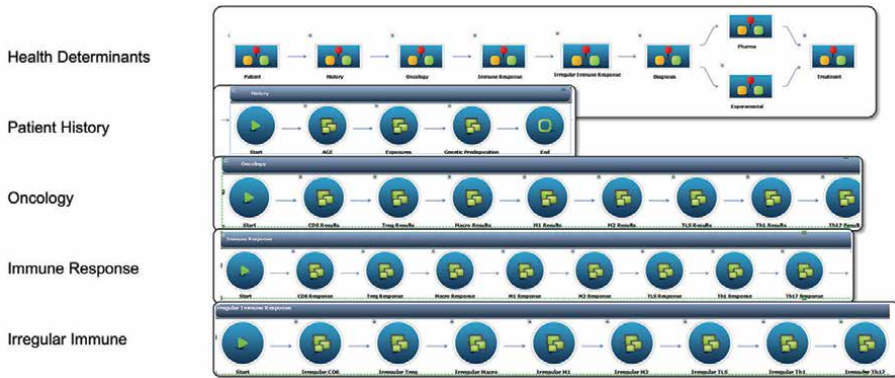 Health Determinants
Patient History Oncology Immune Response Irregular Immune Response Diagnosis Pharma Experimental Treatment
Patient History
History
Start AGE Exposures Genetic Predisposition End
Oncology
Oncology
Start CD8 Results Treg Results Macro Results M1 Results M2 Results TLS Results Th1 Results Th17 Results
Immune Response
Immune Response
Start CD8 Response Treg Response Macro Response M1 Response M2 Response TLS Response Th1 Response Th17 Response
Irregular Immune
Irregular Immune Response
Start Irregular CD8 Irregular Treg Irregular Macro Irregular M1 Irregular M2 Irregular TLS Irregular Th1 Irregular Th17